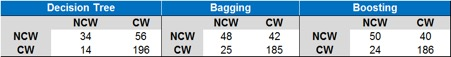 Decision Tree Bagging Boosting
NCW CW NCW CW NCW CW
NCW 34 56 NCW 48 42 NCW 50 40
CW 14 196 CW 25 185 CW 24 186